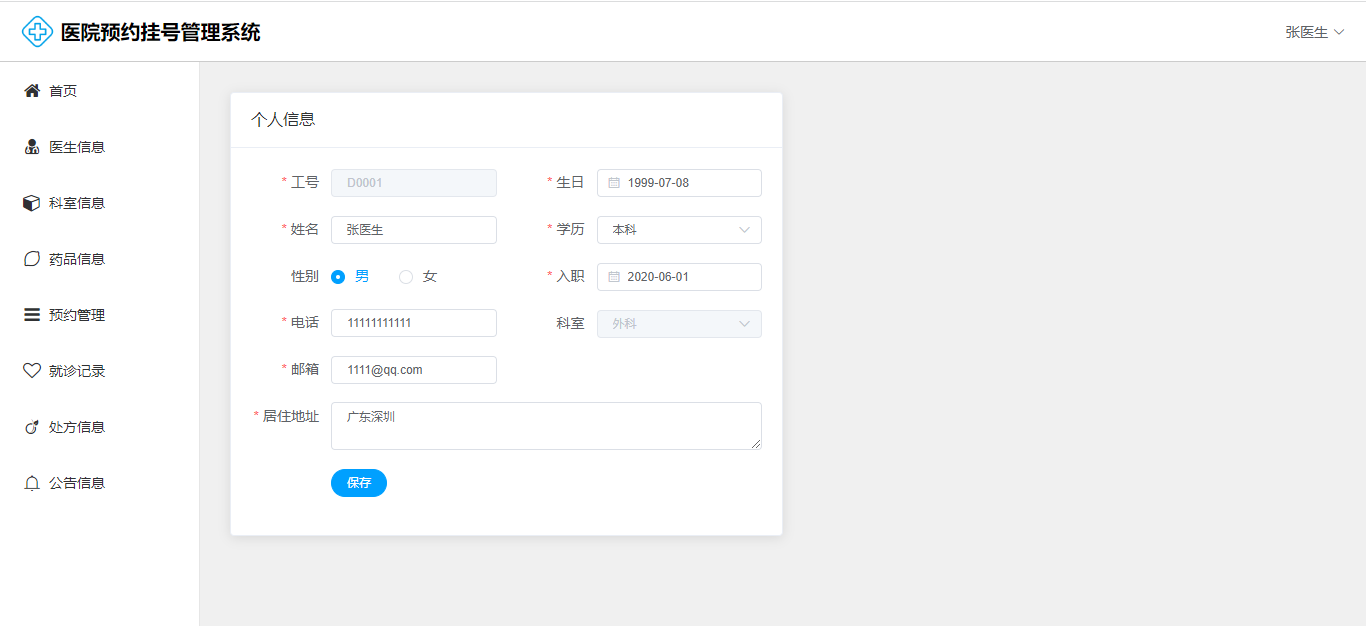 医院预约挂号管理系统
张医生
首页
医生信息
科室信息
药品信息
预约管理
就诊记录
处方信息
公告信息
个人信息
* 工号 D0001 * 生日 1999-07-08
* 姓名 张医生 * 学历 本科
性别 男 女 * 入职 2020-06-01
* 电话 11111111111 科室 外科
* 邮箱 1111@qq.com
* 居住地址 广东深圳
保存